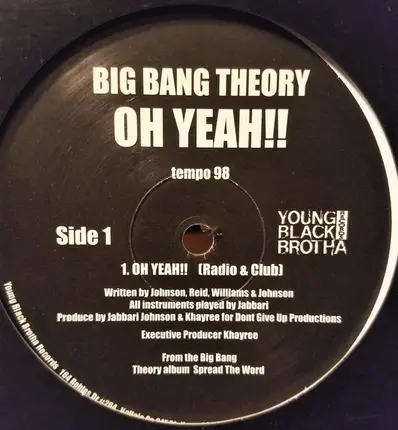 BIG BANG THEORY
OH YEAH!!
tempo 98
Side 1
YOUNG
BLACK
BROTHA
1. OH YEAH!! (Radio & Club)
Written by Johnson, Reid, Williams & Johnson
All instruments played by Jabbari
Produce by Jabbari Johnson & Khayree for Dont Give Up Productions
Executive Producer Khayree
From the Big Bang
Theory album Spread The Word
Young Black Brotha Records